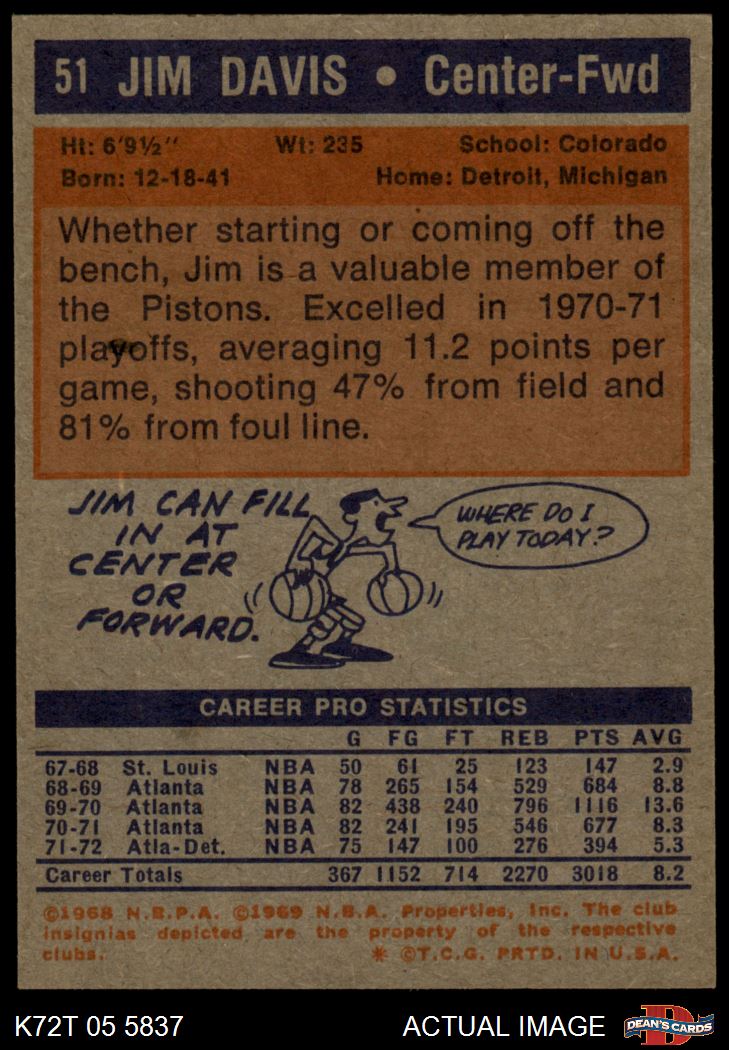 51 JIM DAVIS • Center-Fwd
Ht: 6'9½" Wt: 235 School: Colorado
Born: 12-18-41 Home: Detroit, Michigan
Whether starting or coming off the
bench, Jim is a valuable member of
the Pistons. Excelled in 1970-71
playoffs, averaging 11.2 points per
game, shooting 47% from field and
81% from foul line.
JIM CAN FILL
IN AT
CENTER
OR
FORWARD.
WHERE DO I
PLAY TODAY?
CAREER PRO STATISTICS
G FG FT REB PTS AVG
67-68 St. Louis NBA 50 61 25 123 147 2.9
68-69 Atlanta NBA 78 265 154 529 684 8.8
69-70 Atlanta NBA 82 438 240 796 1116 13.6
70-71 Atlanta NBA 82 241 195 546 677 8.3
71-72 Atla-Det. NBA 75 147 100 276 394 5.3
Career Totals 367 1152 714 2270 3018 8.2
©1968 N.B.P.A. ©1969 N.B.A. Properties, Inc. The club
insignias depicted are the property of the respective
clubs. * ©T.C.G. PRTD. IN U.S.A.
K72T 05 5837 ACTUAL IMAGE D DEAN'S CARDS